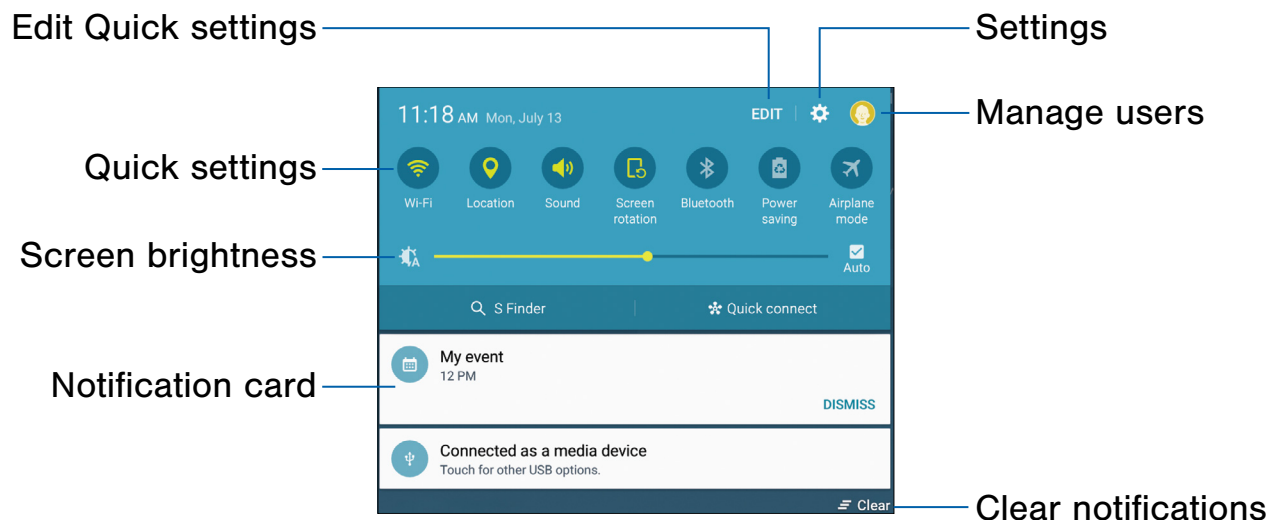 Edit Quick settings
Settings
11:18 AM Mon, July 13
EDIT
Manage users
Quick settings
Wi-Fi
Location
Sound
Screen
rotation
Bluetooth
Power
saving
Airplane
mode
Screen brightness
A
Auto
S Finder
Quick connect
Notification card
My event
12 PM
DISMISS
Connected as a media device
Touch for other USB options.
Clear
Clear notifications